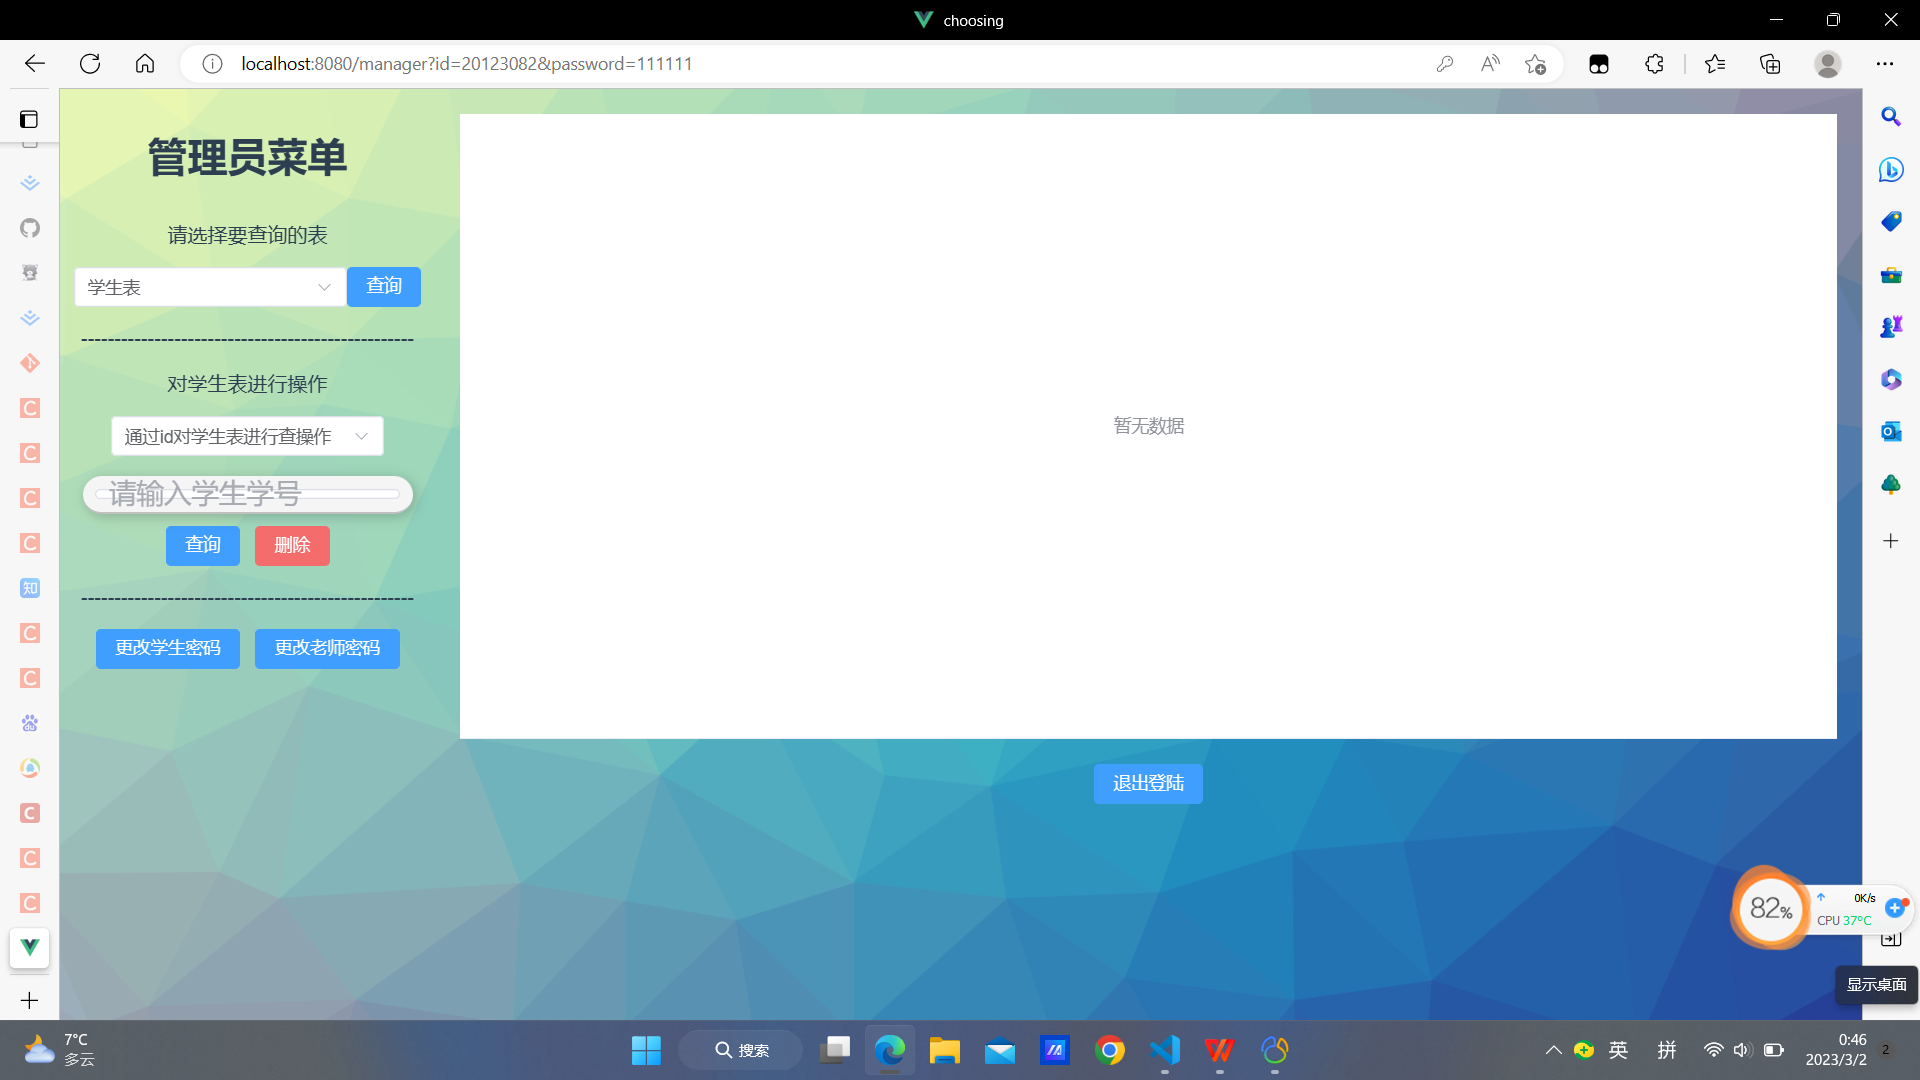 choosing
localhost:8080/manager?id=20123082&password=111111
管理员菜单
请选择要查询的表
学生表
查询
--------------------------------------------------
对学生表进行操作
通过id对学生表进行查操作
请输入学生学号
查询
删除
--------------------------------------------------
更改学生密码
更改老师密码
暂无数据
退出登陆
82%
0K/s
CPU 37°C
显示桌面
7°C
多云
搜索
英
拼
0:46
2023/3/2
2
知